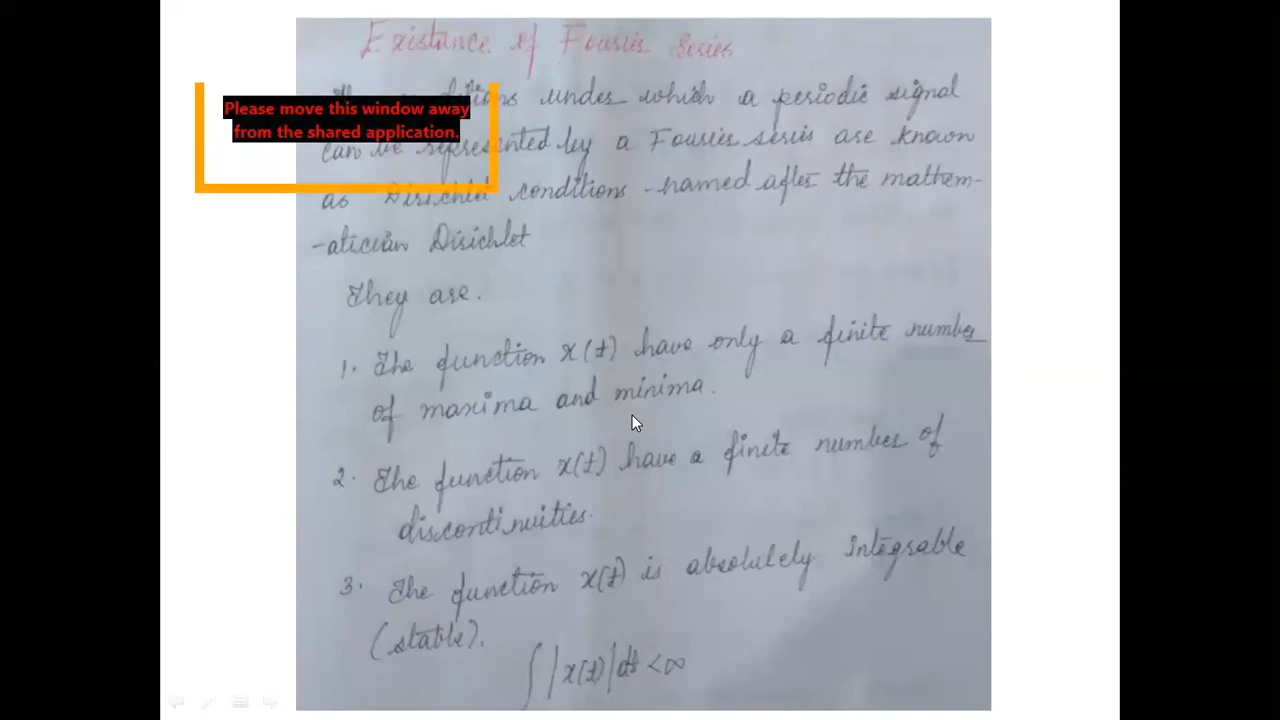 Existance of Fourier Series
Please move this window away
from the shared application.
The conditions under which a periodic signal
can be represented by a Fourier series are known
as Dirichlet conditions - named after the mathem-
-atician Dirichlet
They are.
1. The function x(t) have only a finite number
of maxima and minima.
2. The function x(t) have a finite number of
discontinuities.
3. The function x(t) is absolutely integrable
(stable).
∫|x(t)|dt < ∞